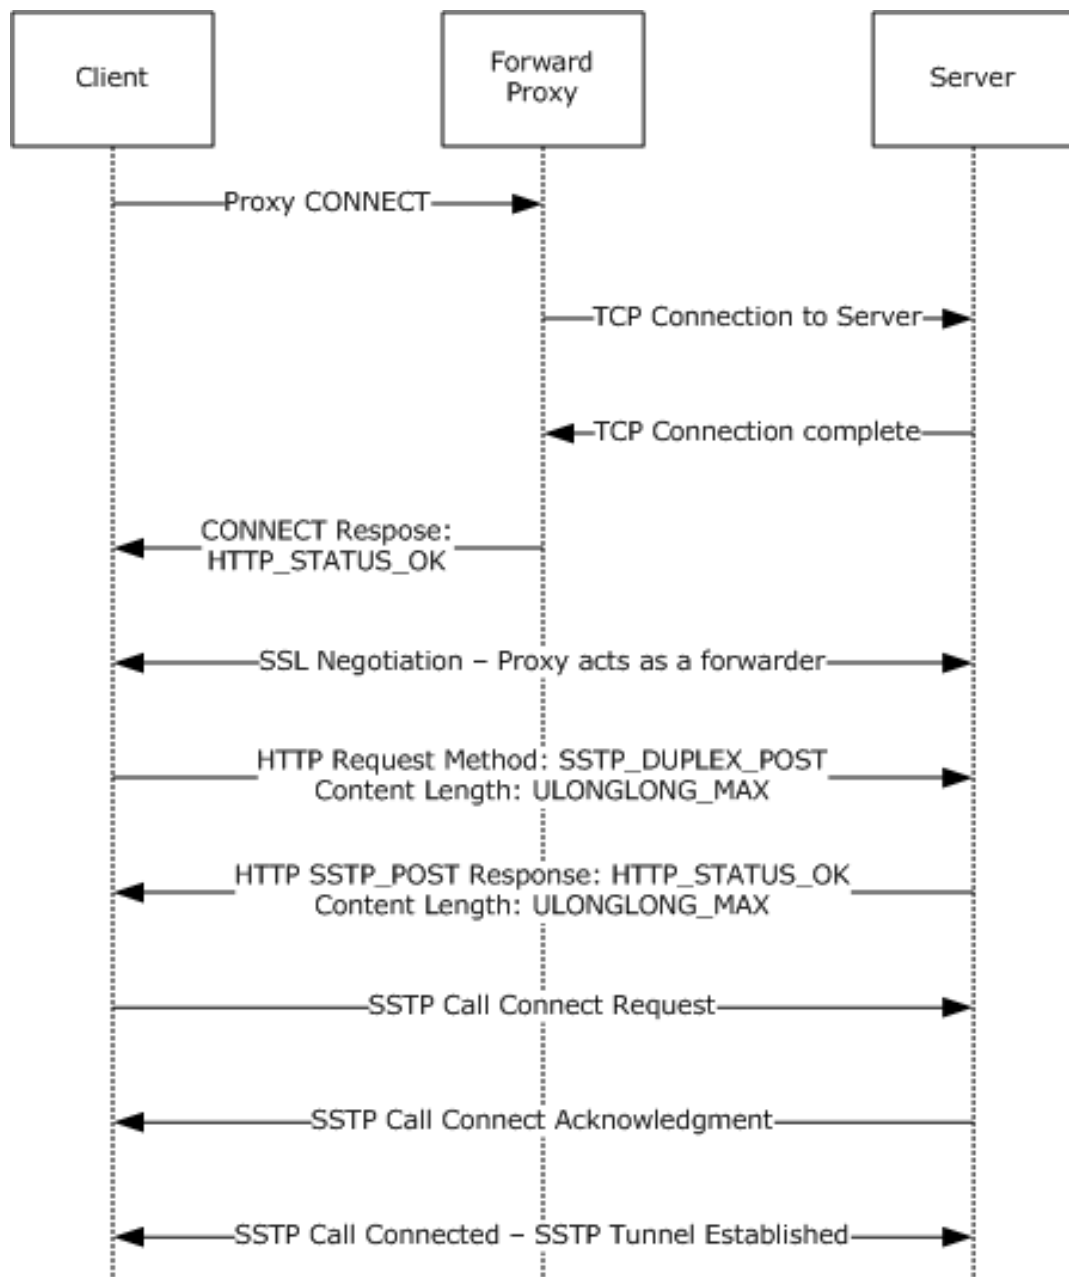 Client
Forward
Proxy
Server
Proxy CONNECT
TCP Connection to Server
TCP Connection complete
CONNECT Respose:
HTTP_STATUS_OK
SSL Negotiation – Proxy acts as a forwarder
HTTP Request Method: SSTP_DUPLEX_POST
Content Length: ULONGLONG_MAX
HTTP SSTP_POST Response: HTTP_STATUS_OK
Content Length: ULONGLONG_MAX
SSTP Call Connect Request
SSTP Call Connect Acknowledgment
SSTP Call Connected – SSTP Tunnel Established